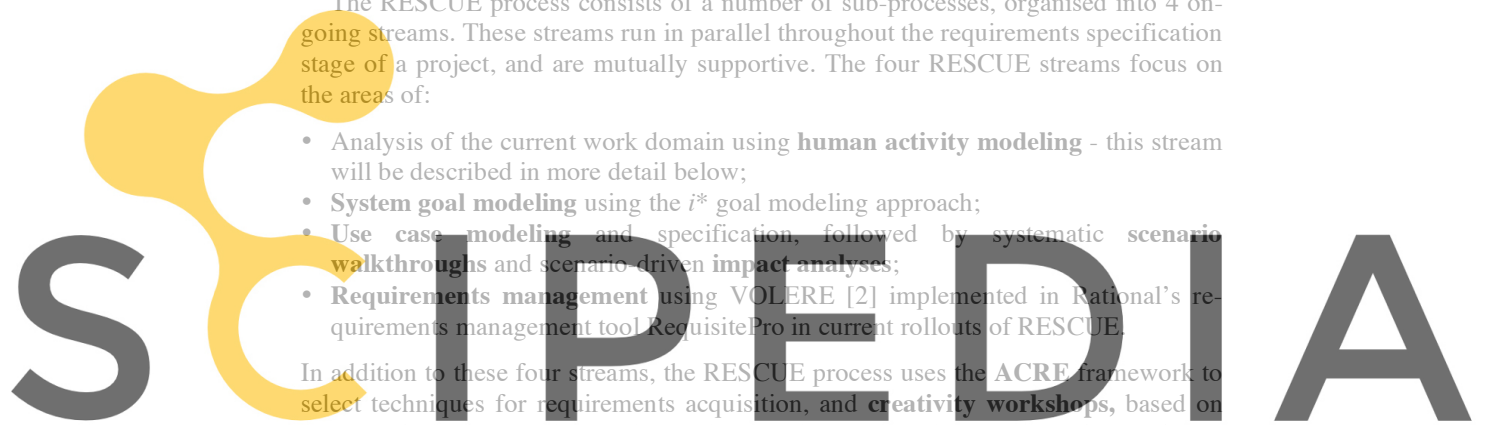 The RESCUE process consists of a number of sub-processes, organised into 4 on-
going streams. These streams run in parallel throughout the requirements specification
stage of a project, and are mutually supportive. The four RESCUE streams focus on
the areas of:
• Analysis of the current work domain using human activity modeling - this stream
will be described in more detail below;
• System goal modeling using the i* goal modeling approach;
• Use case modeling and specification, followed by systematic scenario
walkthroughs and scenario-driven impact analyses;
• Requirements management using VOLERE [2] implemented in Rational's re-
quirements management tool RequisitePro in current rollouts of RESCUE.
In addition to these four streams, the RESCUE process uses the ACRE framework to
select techniques for requirements acquisition, and creativity workshops, based on
SCIPEDIA